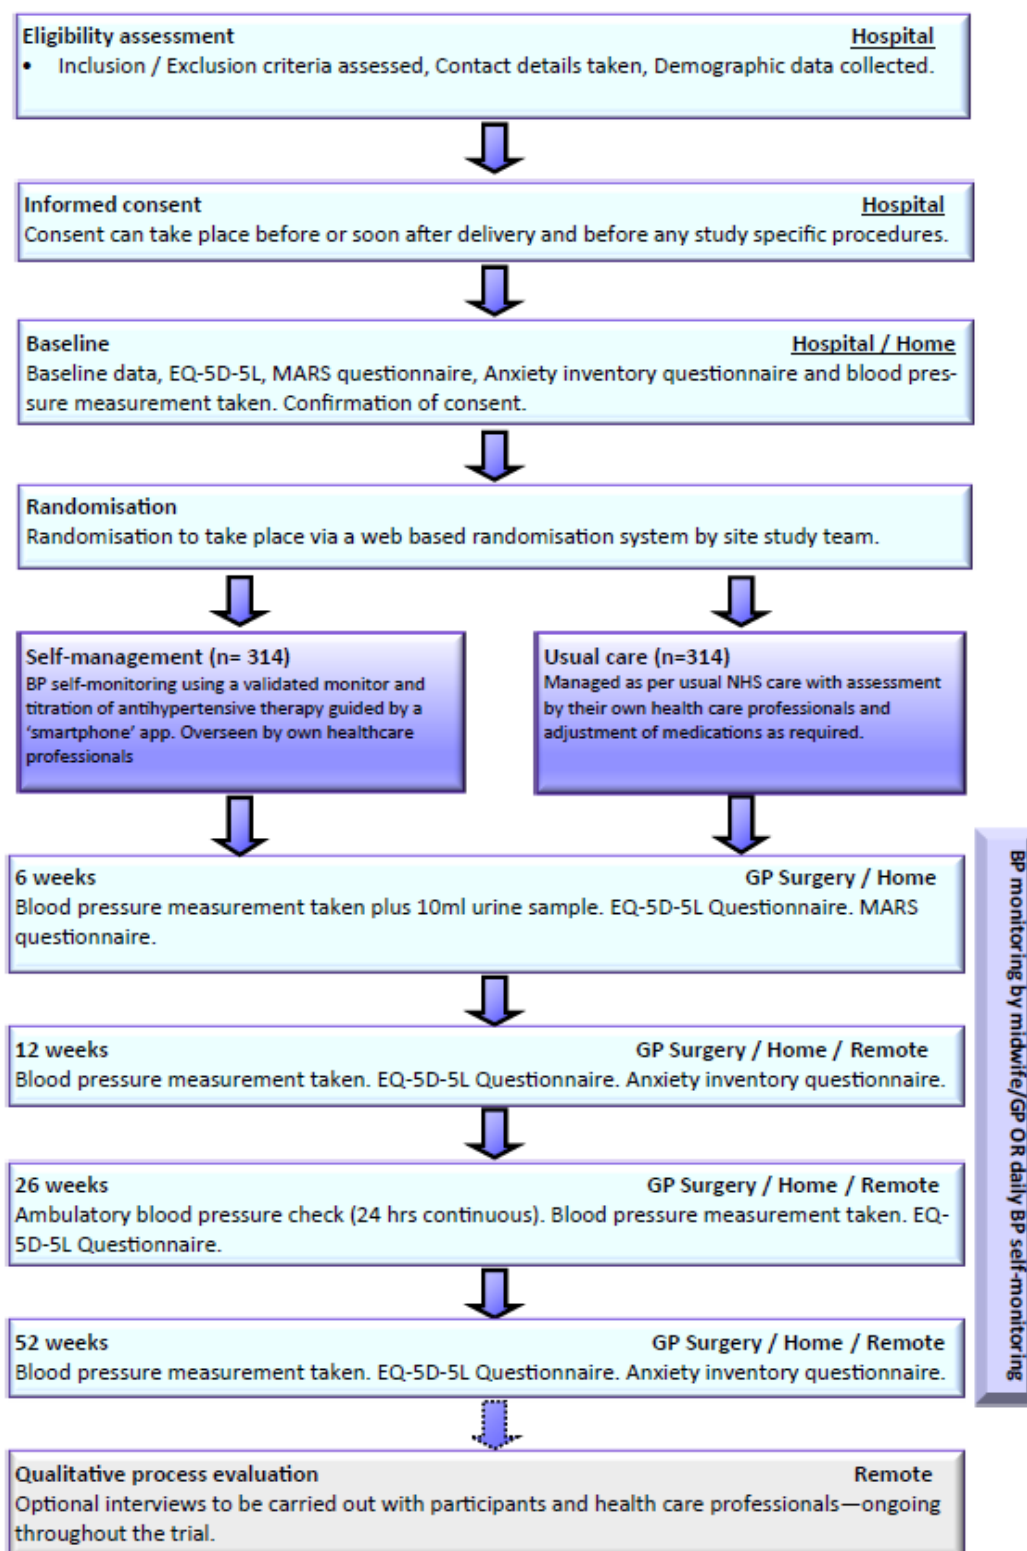 Eligibility assessment Hospital
• Inclusion / Exclusion criteria assessed, Contact details taken, Demographic data collected.
Informed consent Hospital
Consent can take place before or soon after delivery and before any study specific procedures.
Baseline Hospital / Home
Baseline data, EQ-5D-5L, MARS questionnaire, Anxiety inventory questionnaire and blood pres-
sure measurement taken. Confirmation of consent.
Randomisation
Randomisation to take place via a web based randomisation system by site study team.
Self-management (n= 314)
BP self-monitoring using a validated monitor and
titration of antihypertensive therapy guided by a
‘smartphone’ app. Overseen by own healthcare
professionals
Usual care (n=314)
Managed as per usual NHS care with assessment
by their own health care professionals and
adjustment of medications as required.
6 weeks GP Surgery / Home
Blood pressure measurement taken plus 10ml urine sample. EQ-5D-5L Questionnaire. MARS
questionnaire.
12 weeks GP Surgery / Home / Remote
Blood pressure measurement taken. EQ-5D-5L Questionnaire. Anxiety inventory questionnaire.
26 weeks GP Surgery / Home / Remote
Ambulatory blood pressure check (24 hrs continuous). Blood pressure measurement taken. EQ-
5D-5L Questionnaire.
52 weeks GP Surgery / Home / Remote
Blood pressure measurement taken. EQ-5D-5L Questionnaire. Anxiety inventory questionnaire.
BP monitoring by midwife/GP OR daily BP self-monitoring
Qualitative process evaluation Remote
Optional interviews to be carried out with participants and health care professionals—ongoing
throughout the trial.